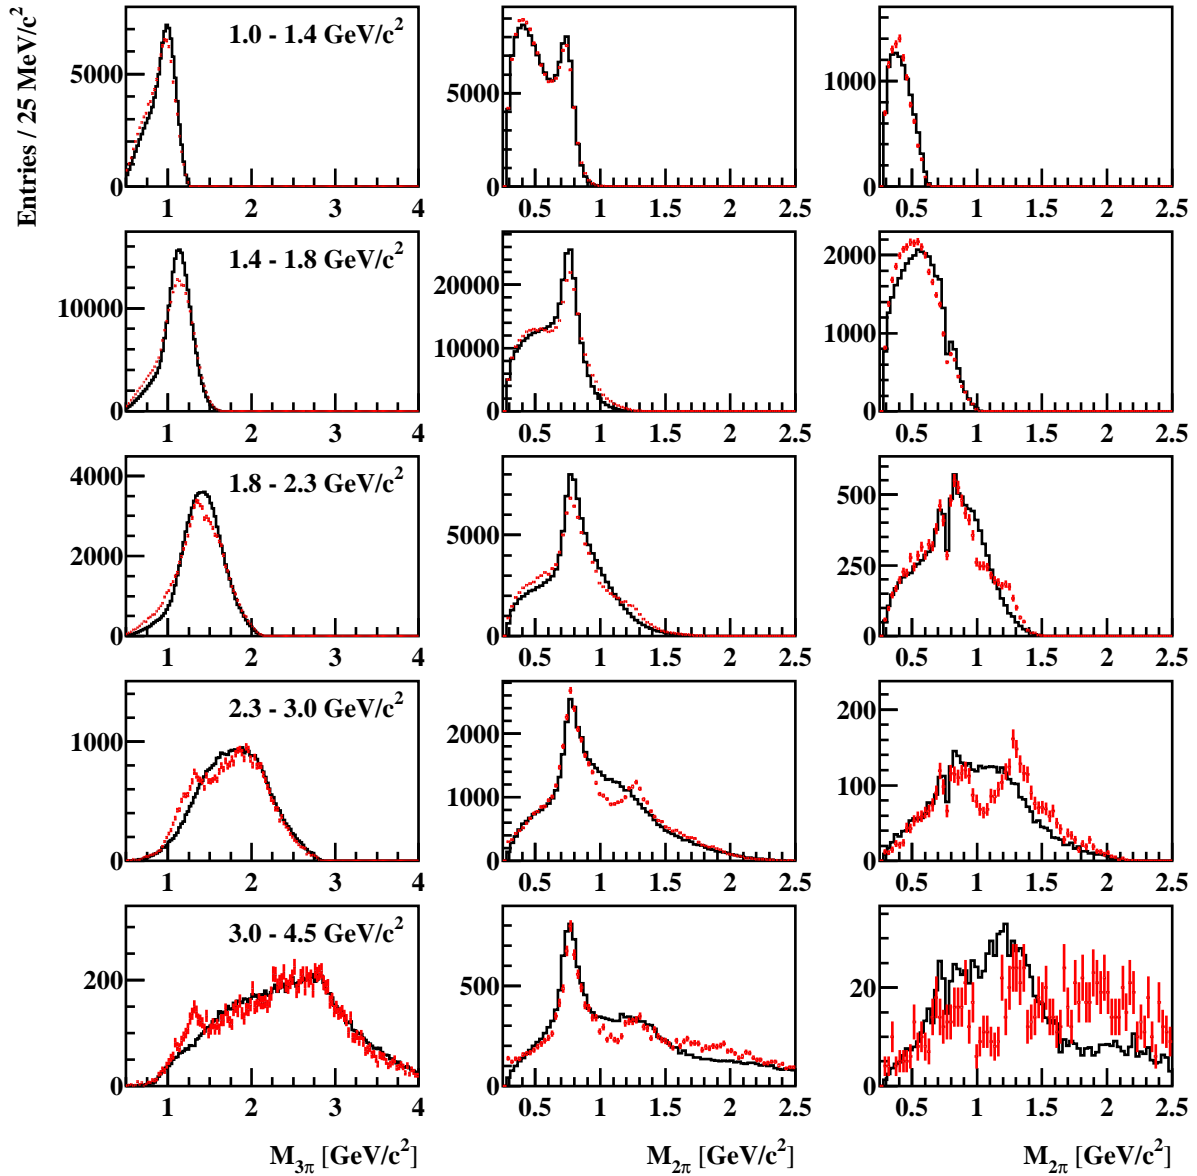 Entries / 25 MeV/c²
1.0 - 1.4 GeV/c²
5000
0
1 2 3 4
5000
0
0.5 1 1.5 2 2.5
1000
0
0.5 1 1.5 2 2.5
1.4 - 1.8 GeV/c²
10000
0
1 2 3 4
20000
10000
0
0.5 1 1.5 2 2.5
2000
1000
0
0.5 1 1.5 2 2.5
1.8 - 2.3 GeV/c²
4000
2000
0
1 2 3 4
5000
0
0.5 1 1.5 2 2.5
500
250
0
0.5 1 1.5 2 2.5
2.3 - 3.0 GeV/c²
1000
0
1 2 3 4
2000
1000
0
0.5 1 1.5 2 2.5
200
100
0
0.5 1 1.5 2 2.5
3.0 - 4.5 GeV/c²
200
0
1 2 3 4
500
0
0.5 1 1.5 2 2.5
20
0
0.5 1 1.5 2 2.5
M3π [GeV/c²]
M2π [GeV/c²]
M2π [GeV/c²]